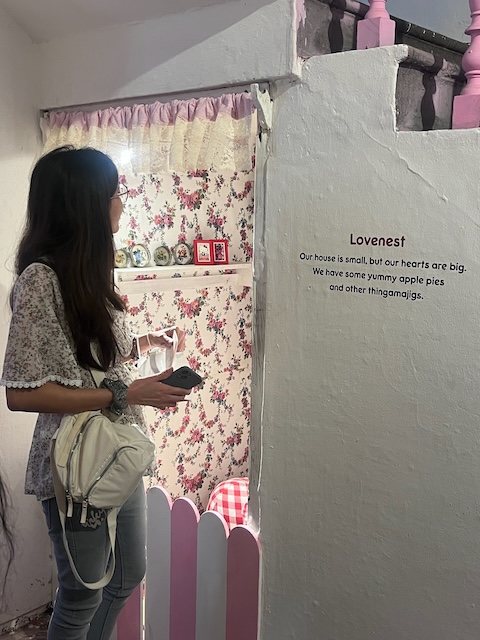 Lovenest
Our house is small, but our hearts are big.
We have some yummy apple pies
and other thingamajigs.